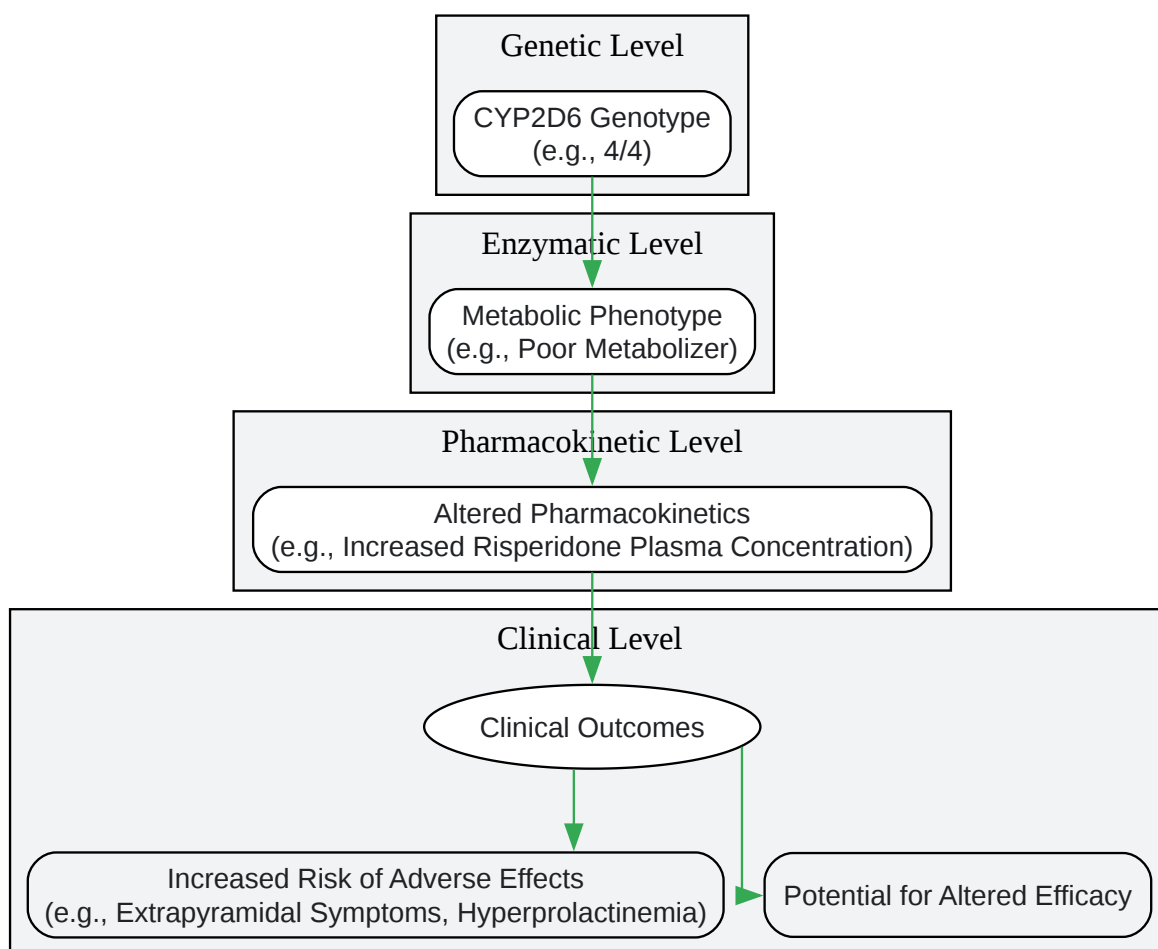 Genetic Level
CYP2D6 Genotype
(e.g., 4/4)
Enzymatic Level
Metabolic Phenotype
(e.g., Poor Metabolizer)
Pharmacokinetic Level
Altered Pharmacokinetics
(e.g., Increased Risperidone Plasma Concentration)
Clinical Level
Clinical Outcomes
Increased Risk of Adverse Effects
(e.g., Extrapyramidal Symptoms, Hyperprolactinemia)
Potential for Altered Efficacy